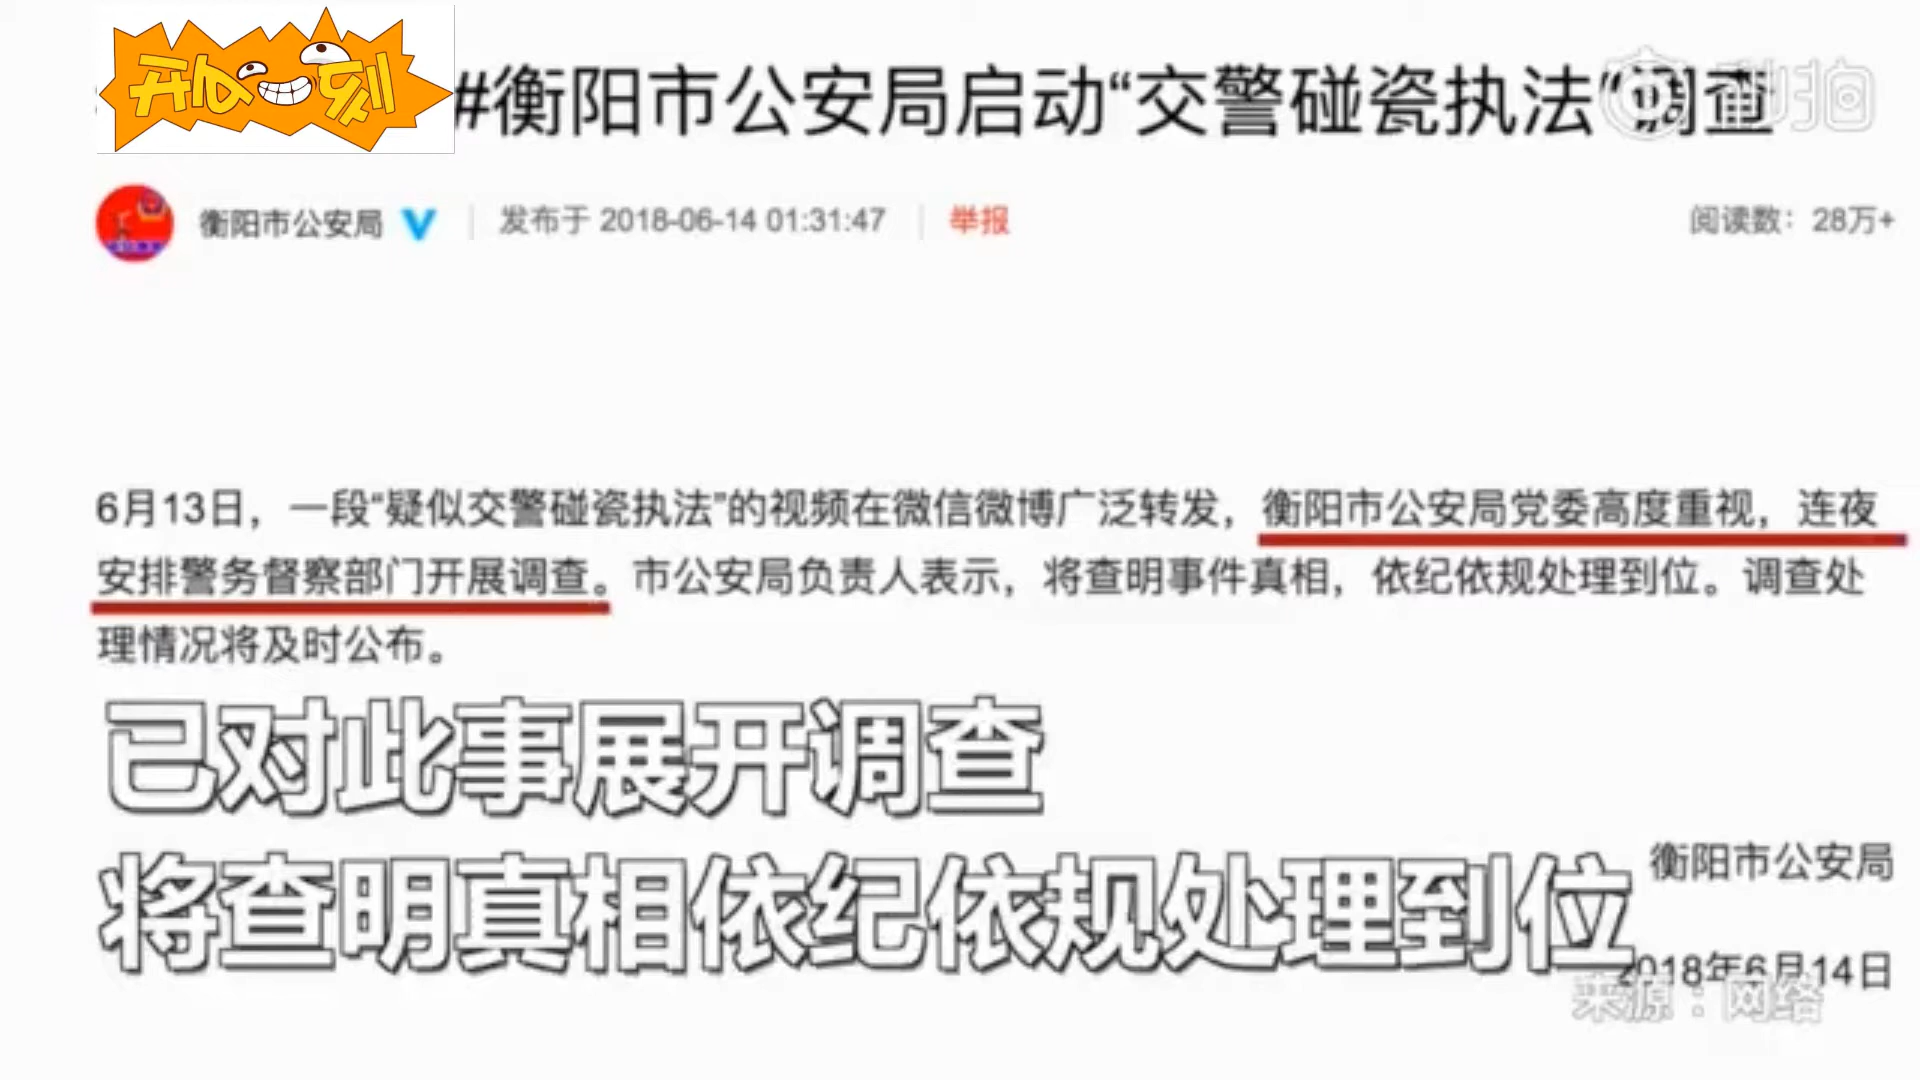 开心一刻
#衡阳市公安局启动“交警碰瓷执法”调查
秒拍
衡阳市公安局 发布于 2018-06-14 01:31:47 举报 阅读数：28万+
6月13日，一段“疑似交警碰瓷执法”的视频在微信微博广泛转发，衡阳市公安局党委高度重视，连夜
安排警务督察部门开展调查。市公安局负责人表示，将查明事件真相，依纪依规处理到位。调查处
理情况将及时公布。
已对此事展开调查
将查明真相依纪依规处理到位
衡阳市公安局
2018年6月14日
来源：网络